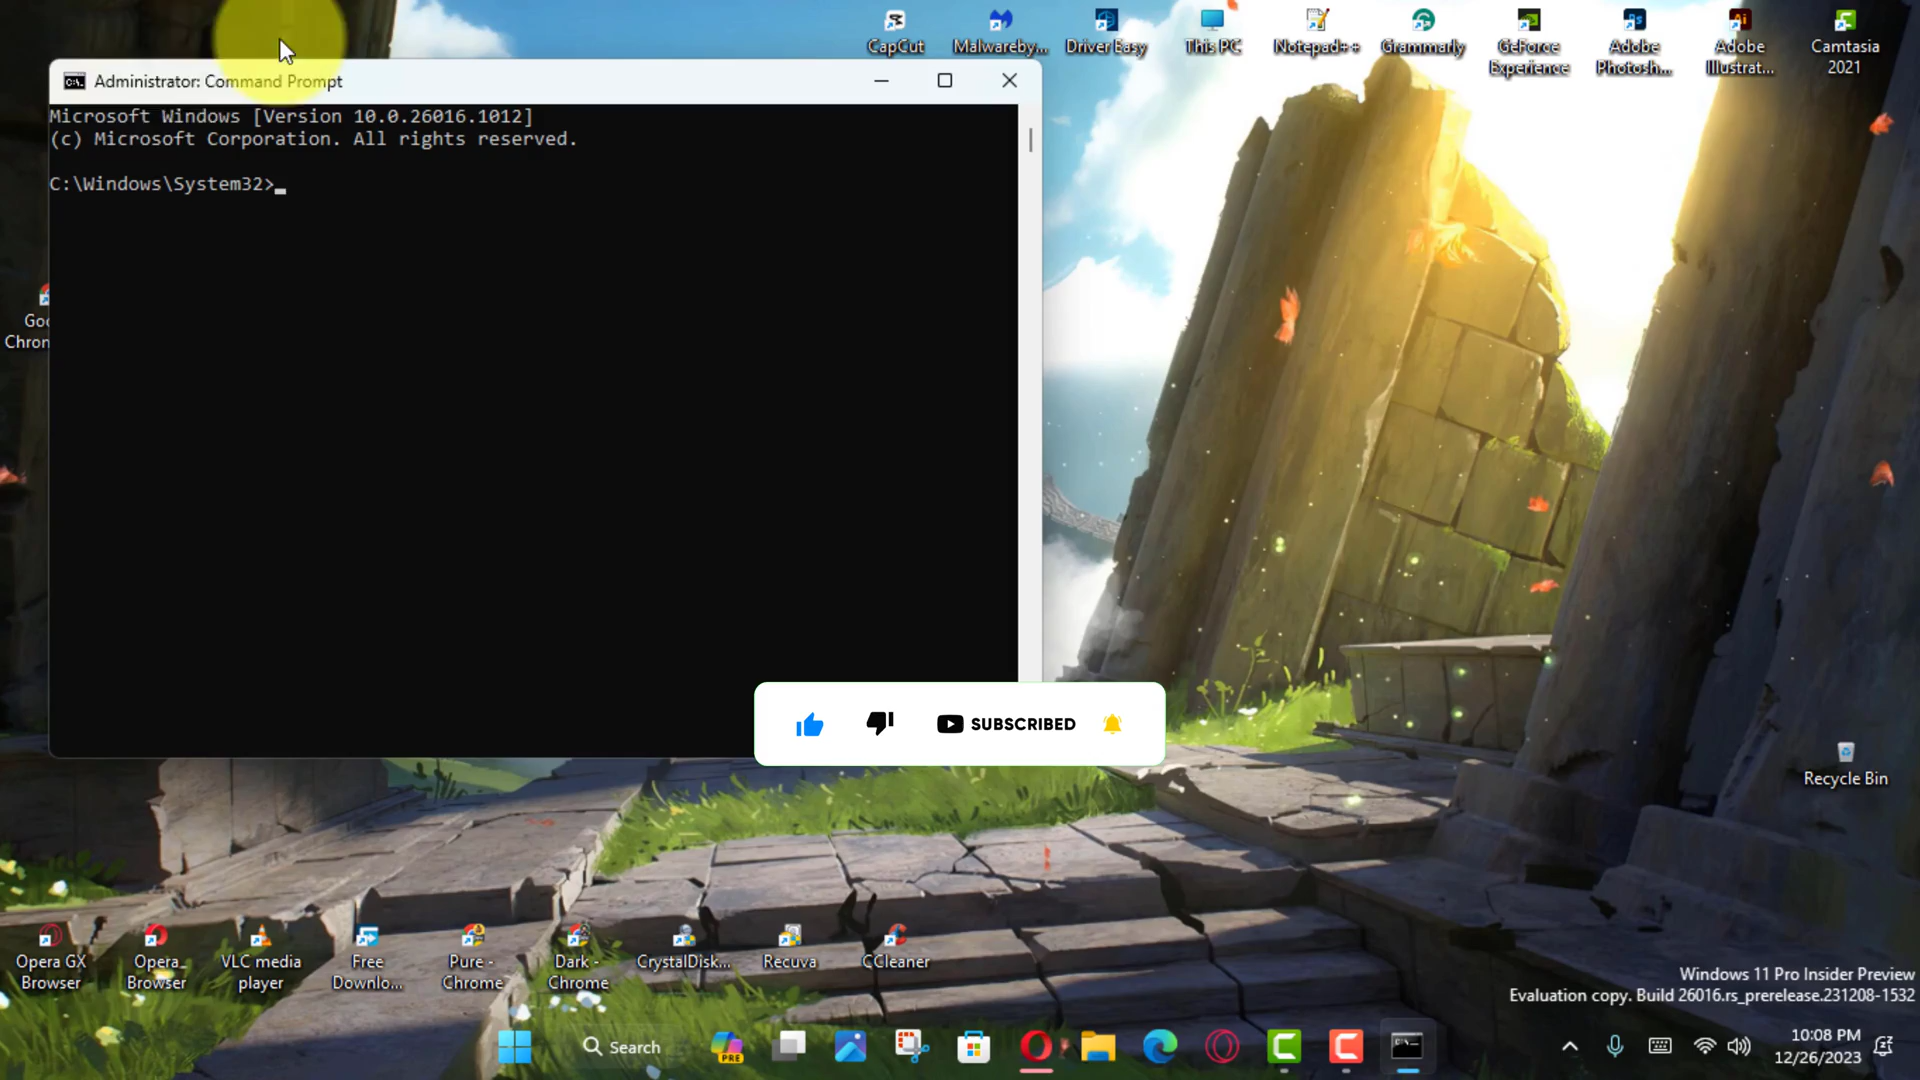 CapCut
Malwareby...
Driver Easy
This PC
Notepad++
Grammarly
GeForce
Experience
Adobe
Photosh...
Adobe
Illustrat...
Camtasia
2021
Administrator: Command Prompt
Microsoft Windows [Version 10.0.26016.1012]
(c) Microsoft Corporation. All rights reserved.
C:\Windows\System32>_
Goo
Chron
SUBSCRIBED
Recycle Bin
Opera GX
Browser
Opera
Browser
VLC media
player
Free
Downlo...
Pure -
Chrome
Dark -
Chrome
CrystalDisk...
Recuva
CCleaner
Windows 11 Pro Insider Preview
Evaluation copy. Build 26016.rs_prerelease.231208-1532
Search
PRE
10:08 PM
12/26/2023